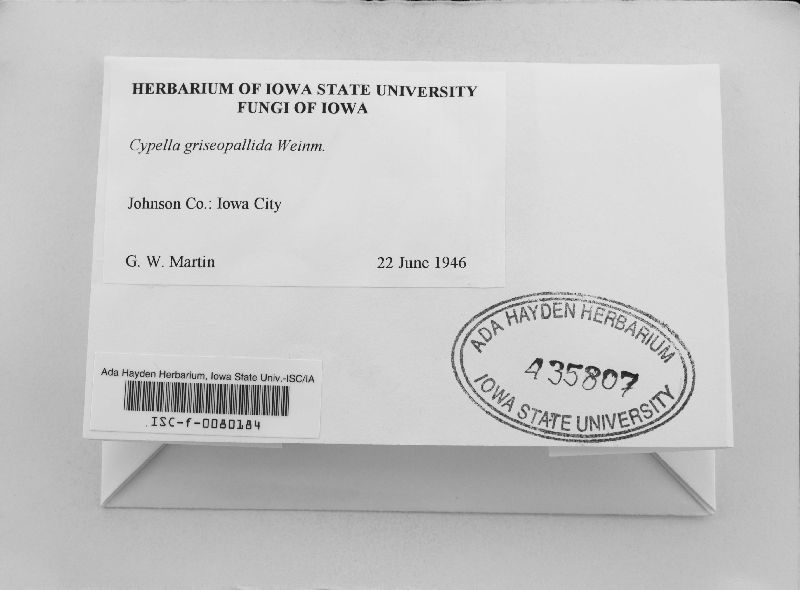 HERBARIUM OF IOWA STATE UNIVERSITY
FUNGI OF IOWA
Cypella griseopallida Weinm.
Johnson Co.: Iowa City
G. W. Martin 22 June 1946
Ada Hayden Herbarium, Iowa State Univ.-ISC/IA
ISC-f-0080184
ADA HAYDEN HERBARIUM
435807
IOWA STATE UNIVERSITY